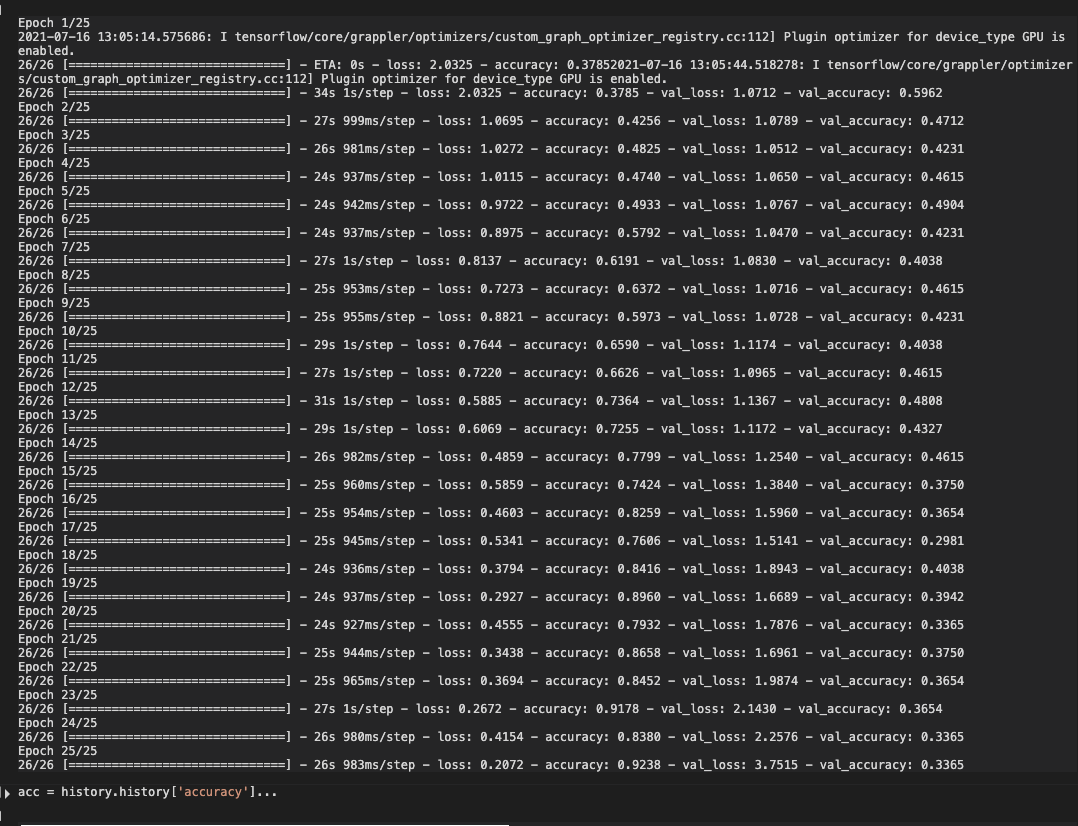 Epoch 1/25
2021-07-16 13:05:14.575686: I tensorflow/core/grappler/optimizers/custom_graph_optimizer_registry.cc:112] Plugin optimizer for device_type GPU is
enabled.
26/26 [==============================] - ETA: 0s - loss: 2.0325 - accuracy: 0.37852021-07-16 13:05:44.518278: I tensorflow/core/grappler/optimizer
s/custom_graph_optimizer_registry.cc:112] Plugin optimizer for device_type GPU is enabled.
26/26 [==============================] - 34s 1s/step - loss: 2.0325 - accuracy: 0.3785 - val_loss: 1.0712 - val_accuracy: 0.5962
Epoch 2/25
26/26 [==============================] - 27s 999ms/step - loss: 1.0695 - accuracy: 0.4256 - val_loss: 1.0789 - val_accuracy: 0.4712
Epoch 3/25
26/26 [==============================] - 26s 981ms/step - loss: 1.0272 - accuracy: 0.4825 - val_loss: 1.0512 - val_accuracy: 0.4231
Epoch 4/25
26/26 [==============================] - 24s 937ms/step - loss: 1.0115 - accuracy: 0.4740 - val_loss: 1.0650 - val_accuracy: 0.4615
Epoch 5/25
26/26 [==============================] - 24s 942ms/step - loss: 0.9722 - accuracy: 0.4933 - val_loss: 1.0767 - val_accuracy: 0.4904
Epoch 6/25
26/26 [==============================] - 24s 937ms/step - loss: 0.8975 - accuracy: 0.5792 - val_loss: 1.0470 - val_accuracy: 0.4231
Epoch 7/25
26/26 [==============================] - 27s 1s/step - loss: 0.8137 - accuracy: 0.6191 - val_loss: 1.0830 - val_accuracy: 0.4038
Epoch 8/25
26/26 [==============================] - 25s 953ms/step - loss: 0.7273 - accuracy: 0.6372 - val_loss: 1.0716 - val_accuracy: 0.4615
Epoch 9/25
26/26 [==============================] - 25s 955ms/step - loss: 0.8821 - accuracy: 0.5973 - val_loss: 1.0728 - val_accuracy: 0.4231
Epoch 10/25
26/26 [==============================] - 29s 1s/step - loss: 0.7644 - accuracy: 0.6590 - val_loss: 1.1174 - val_accuracy: 0.4038
Epoch 11/25
26/26 [==============================] - 27s 1s/step - loss: 0.7220 - accuracy: 0.6626 - val_loss: 1.0965 - val_accuracy: 0.4615
Epoch 12/25
26/26 [==============================] - 31s 1s/step - loss: 0.5885 - accuracy: 0.7364 - val_loss: 1.1367 - val_accuracy: 0.4808
Epoch 13/25
26/26 [==============================] - 29s 1s/step - loss: 0.6069 - accuracy: 0.7255 - val_loss: 1.1172 - val_accuracy: 0.4327
Epoch 14/25
26/26 [==============================] - 26s 982ms/step - loss: 0.4859 - accuracy: 0.7799 - val_loss: 1.2540 - val_accuracy: 0.4615
Epoch 15/25
26/26 [==============================] - 25s 960ms/step - loss: 0.5859 - accuracy: 0.7424 - val_loss: 1.3840 - val_accuracy: 0.3750
Epoch 16/25
26/26 [==============================] - 25s 954ms/step - loss: 0.4603 - accuracy: 0.8259 - val_loss: 1.5960 - val_accuracy: 0.3654
Epoch 17/25
26/26 [==============================] - 25s 945ms/step - loss: 0.5341 - accuracy: 0.7606 - val_loss: 1.5141 - val_accuracy: 0.2981
Epoch 18/25
26/26 [==============================] - 24s 936ms/step - loss: 0.3794 - accuracy: 0.8416 - val_loss: 1.8943 - val_accuracy: 0.4038
Epoch 19/25
26/26 [==============================] - 24s 937ms/step - loss: 0.2927 - accuracy: 0.8960 - val_loss: 1.6689 - val_accuracy: 0.3942
Epoch 20/25
26/26 [==============================] - 24s 927ms/step - loss: 0.4555 - accuracy: 0.7932 - val_loss: 1.7876 - val_accuracy: 0.3365
Epoch 21/25
26/26 [==============================] - 25s 944ms/step - loss: 0.3438 - accuracy: 0.8658 - val_loss: 1.6961 - val_accuracy: 0.3750
Epoch 22/25
26/26 [==============================] - 25s 965ms/step - loss: 0.3694 - accuracy: 0.8452 - val_loss: 1.9874 - val_accuracy: 0.3654
Epoch 23/25
26/26 [==============================] - 27s 1s/step - loss: 0.2672 - accuracy: 0.9178 - val_loss: 2.1430 - val_accuracy: 0.3654
Epoch 24/25
26/26 [==============================] - 26s 980ms/step - loss: 0.4154 - accuracy: 0.8380 - val_loss: 2.2576 - val_accuracy: 0.3365
Epoch 25/25
26/26 [==============================] - 26s 983ms/step - loss: 0.2072 - accuracy: 0.9238 - val_loss: 3.7515 - val_accuracy: 0.3365
acc = history.history['accuracy']...